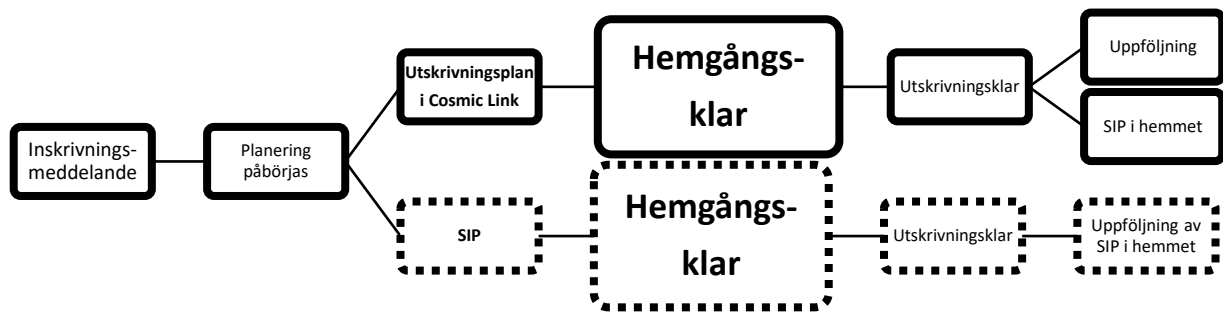 Inskrivnings-
meddelande
Planering
påbörjas
Utskrivningsplan
i Cosmic Link
Hemgångs-
klar
Utskrivningsklar
Uppföljning
SIP i hemmet
SIP
Hemgångs-
klar
Utskrivningsklar
Uppföljning av
SIP i hemmet